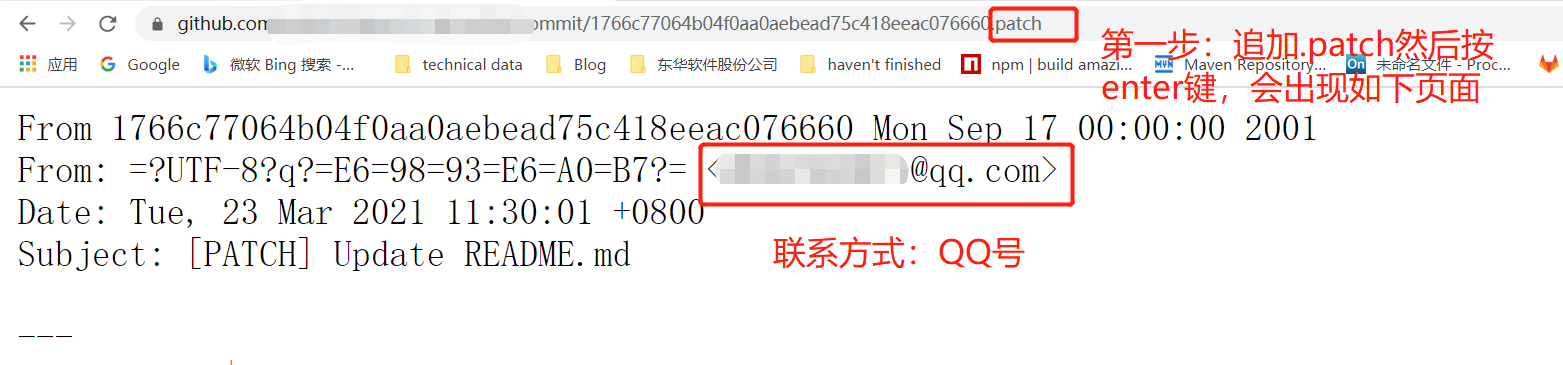 github.com
ommit/1766c77064b04f0aa0aebead75c418eeac076660.patch
第一步：追加.patch然后按
enter键，会出现如下页面
应用 Google 微软 Bing 搜索 -... technical data Blog 东华软件股份公司 haven't finished npm | build amazi... Maven Repository... On 未命名文件 - Proc...
From 1766c77064b04f0aa0aebead75c418eeac076660 Mon Sep 17 00:00:00 2001
From: =?UTF-8?q?=E6=98=93=E6=A0=B7?= <@qq.com>
Date: Tue, 23 Mar 2021 11:30:01 +0800
Subject: [PATCH] Update README.md
联系方式：QQ号
---